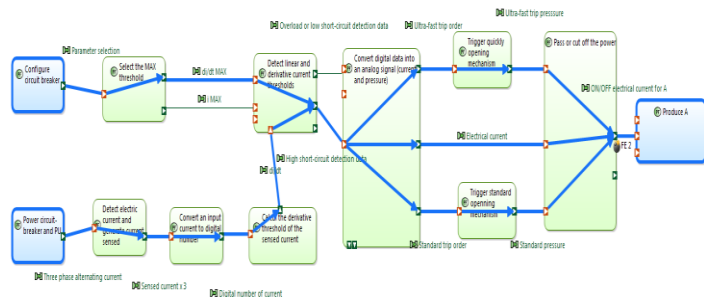 Ultra-fast trip presssure
Overload or low short-circuit detection data
Ultra-fast trip order
Parameter selection
Configure
circuit breaker
Select the MAX
threshold
di/dt MAX
i MAX
Detect linear and
derivative current
thresholds
Convert digital data into
an analog signal (current
and pressure)
Trigger quickly
opening
mechanism
Pass or cut off the power
ON/OFF electrical current for A
Produce A
FE 2
Electrical current
High short-circuit detection data
di/dt
Power circuit-
breaker and PU
Detect electric
current and
generate current
sensed
Convert an input
current to digital
number
the derivative
threshold of the
sensed current
Trigger standard
openning
mechanism
Standard trip order
Standard pressure
Three phase alternating current
Sensed current x 3
Digital number of current